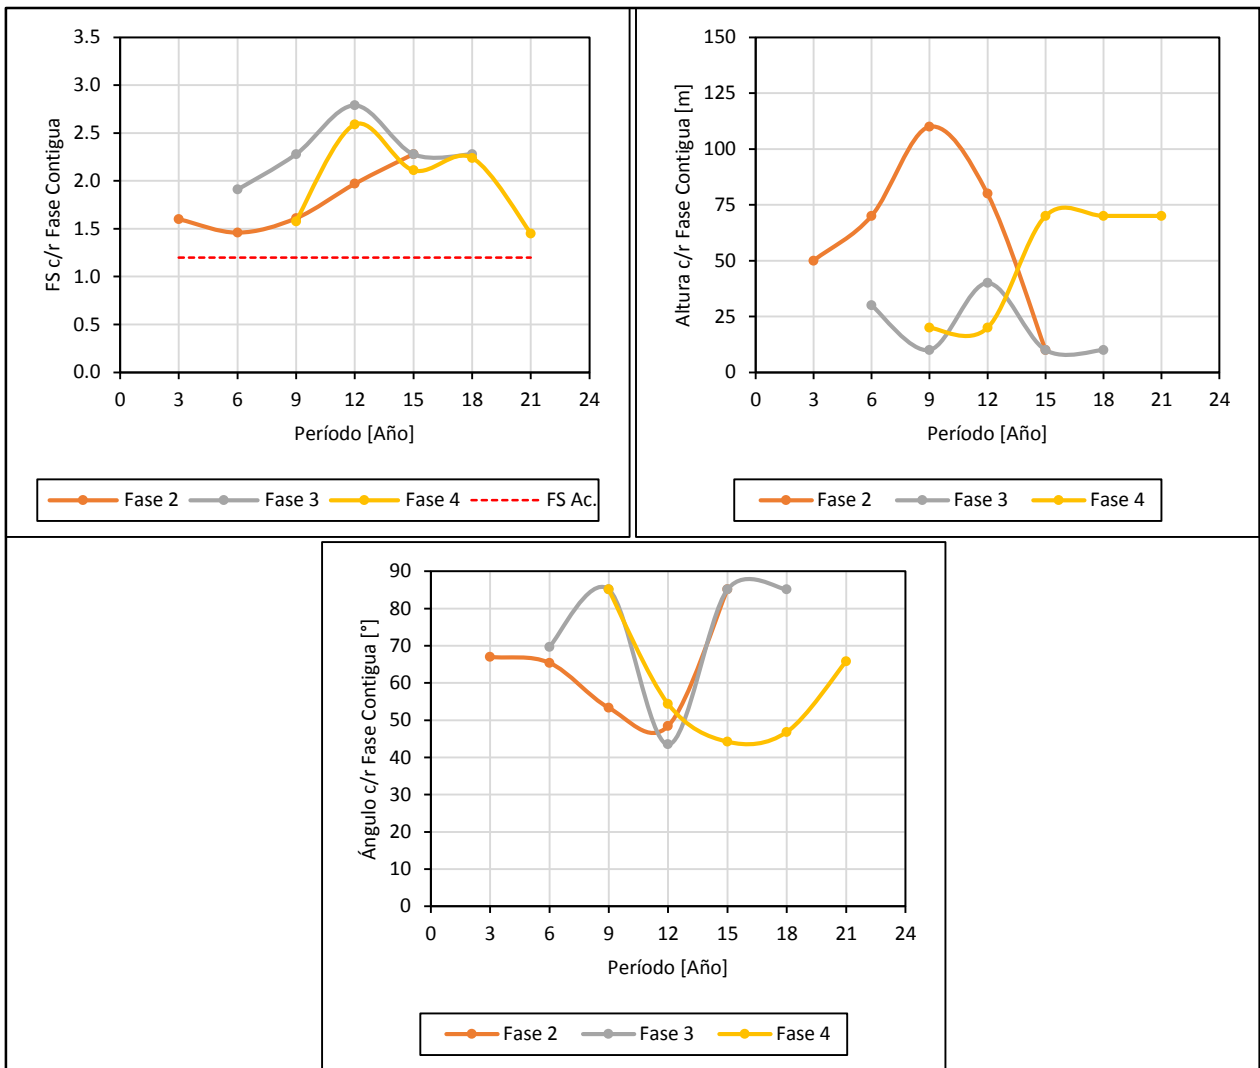 FS c/r Fase Contigua
3.5
3.0
2.5
2.0
1.5
1.0
0.5
0.0
0 3 6 9 12 15 18 21 24
Período [Año]
Fase 2 Fase 3 Fase 4 FS Ac.
Altura c/r Fase Contigua [m]
150
125
100
75
50
25
0
0 3 6 9 12 15 18 21 24
Período [Año]
Fase 2 Fase 3 Fase 4
Ángulo c/r Fase Contigua [°]
90
80
70
60
50
40
30
20
10
0
0 3 6 9 12 15 18 21 24
Período [Año]
Fase 2 Fase 3 Fase 4